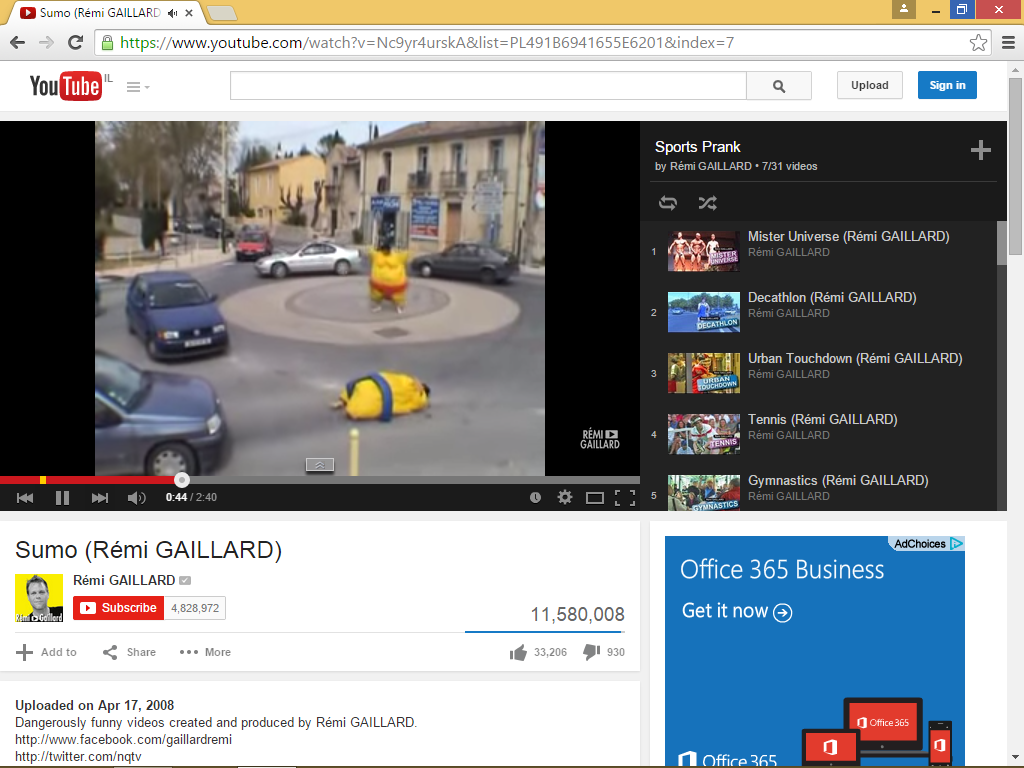 Sumo (Rémi GAILLARD)
https://www.youtube.com/watch?v=Nc9yr4urskA&list=PL491B6941655E6201&index=7
YouTube IL
Upload
Sign in
RÉMI
GAILLARD
0:44 / 2:40
Sports Prank
by Rémi GAILLARD • 7/31 videos
1
MISTER
UNIVERSE
Mister Universe (Rémi GAILLARD)
Rémi GAILLARD
2
DECATHLON
Decathlon (Rémi GAILLARD)
Rémi GAILLARD
3
URBAN
TOUCHDOWN
Urban Touchdown (Rémi GAILLARD)
Rémi GAILLARD
4
TENNIS
Tennis (Rémi GAILLARD)
Rémi GAILLARD
5
GYMNASTICS
Gymnastics (Rémi GAILLARD)
Rémi GAILLARD
Sumo (Rémi GAILLARD)
Rémi Gaillard
Rémi GAILLARD
Subscribe 4,828,972
11,580,008
Add to Share More 33,206 930
Uploaded on Apr 17, 2008
Dangerously funny videos created and produced by Rémi GAILLARD.
http://www.facebook.com/gaillardremi
http://twitter.com/nqtv
AdChoices
Office 365 Business
Get it now
Office 365
Office 365